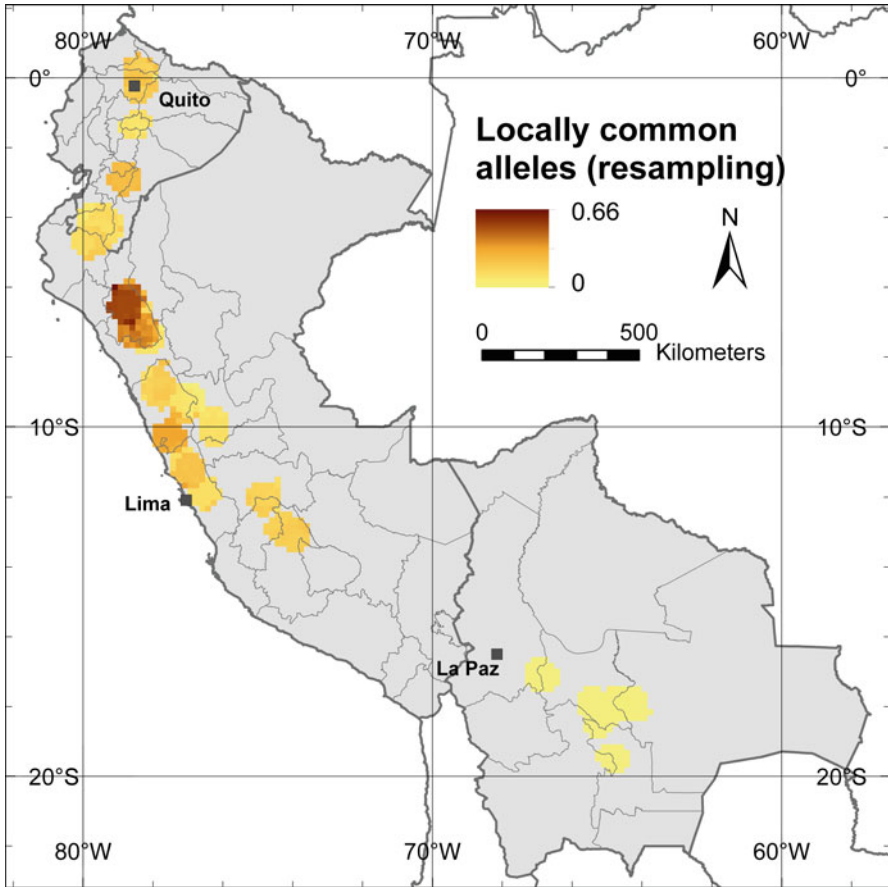 80°W 70°W 60°W
0° 0°
Quito
Locally common
alleles (resampling)
0.66
0
N
0 500
Kilometers
10°S 10°S
Lima
La Paz
20°S 20°S
80°W 70°W 60°W